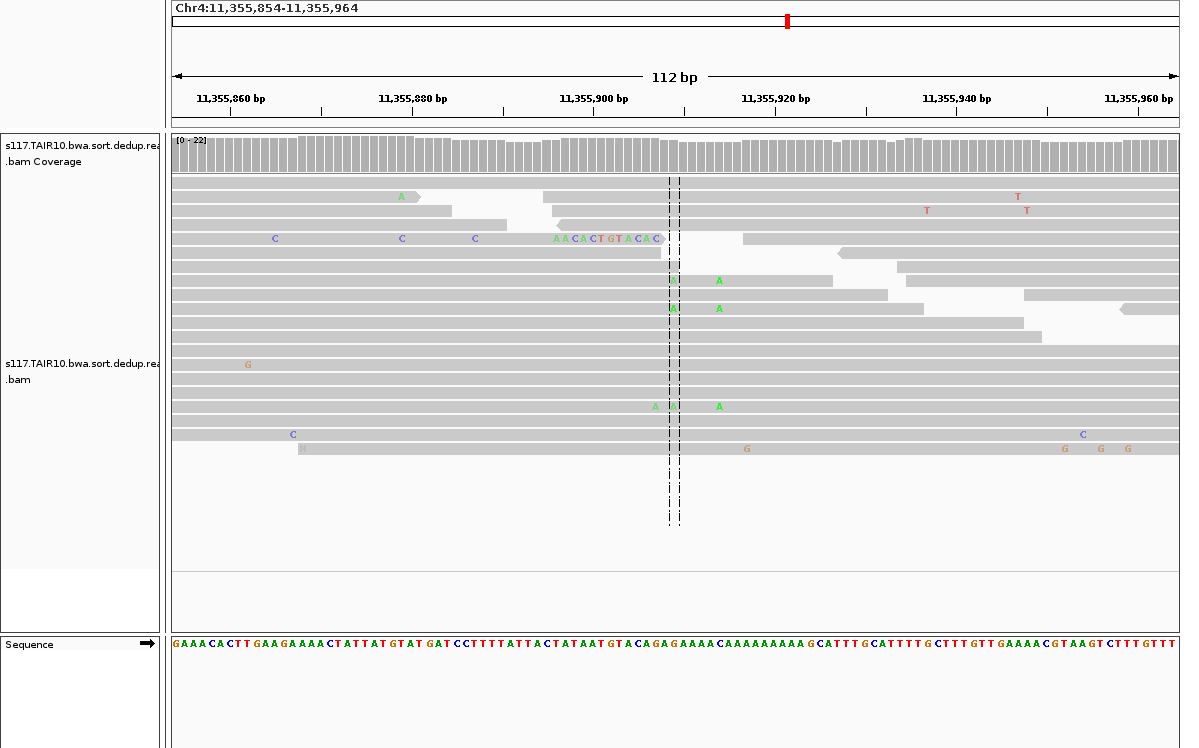 Chr4:11,355,854-11,355,964
112 bp
11,355,860 bp 11,355,880 bp 11,355,900 bp 11,355,920 bp 11,355,940 bp 11,355,960 bp
s117.TAIR10.bwa.sort.dedup.rea
.bam Coverage
[0 - 22]
A T
T T
C C C A A C A C T G T A C A C
A A
A A
s117.TAIR10.bwa.sort.dedup.rea
G
.bam
A A A
C C
G G G G
Sequence
GAAACACTTGAAGAAAACTATTATGTATGATCCTTTTATTACTATAATGTACAGAGAAAACAAAAAAAAAGCATTTGCATTTTGCTTTGTTGAAAACGTAAGTCTTTGTTT